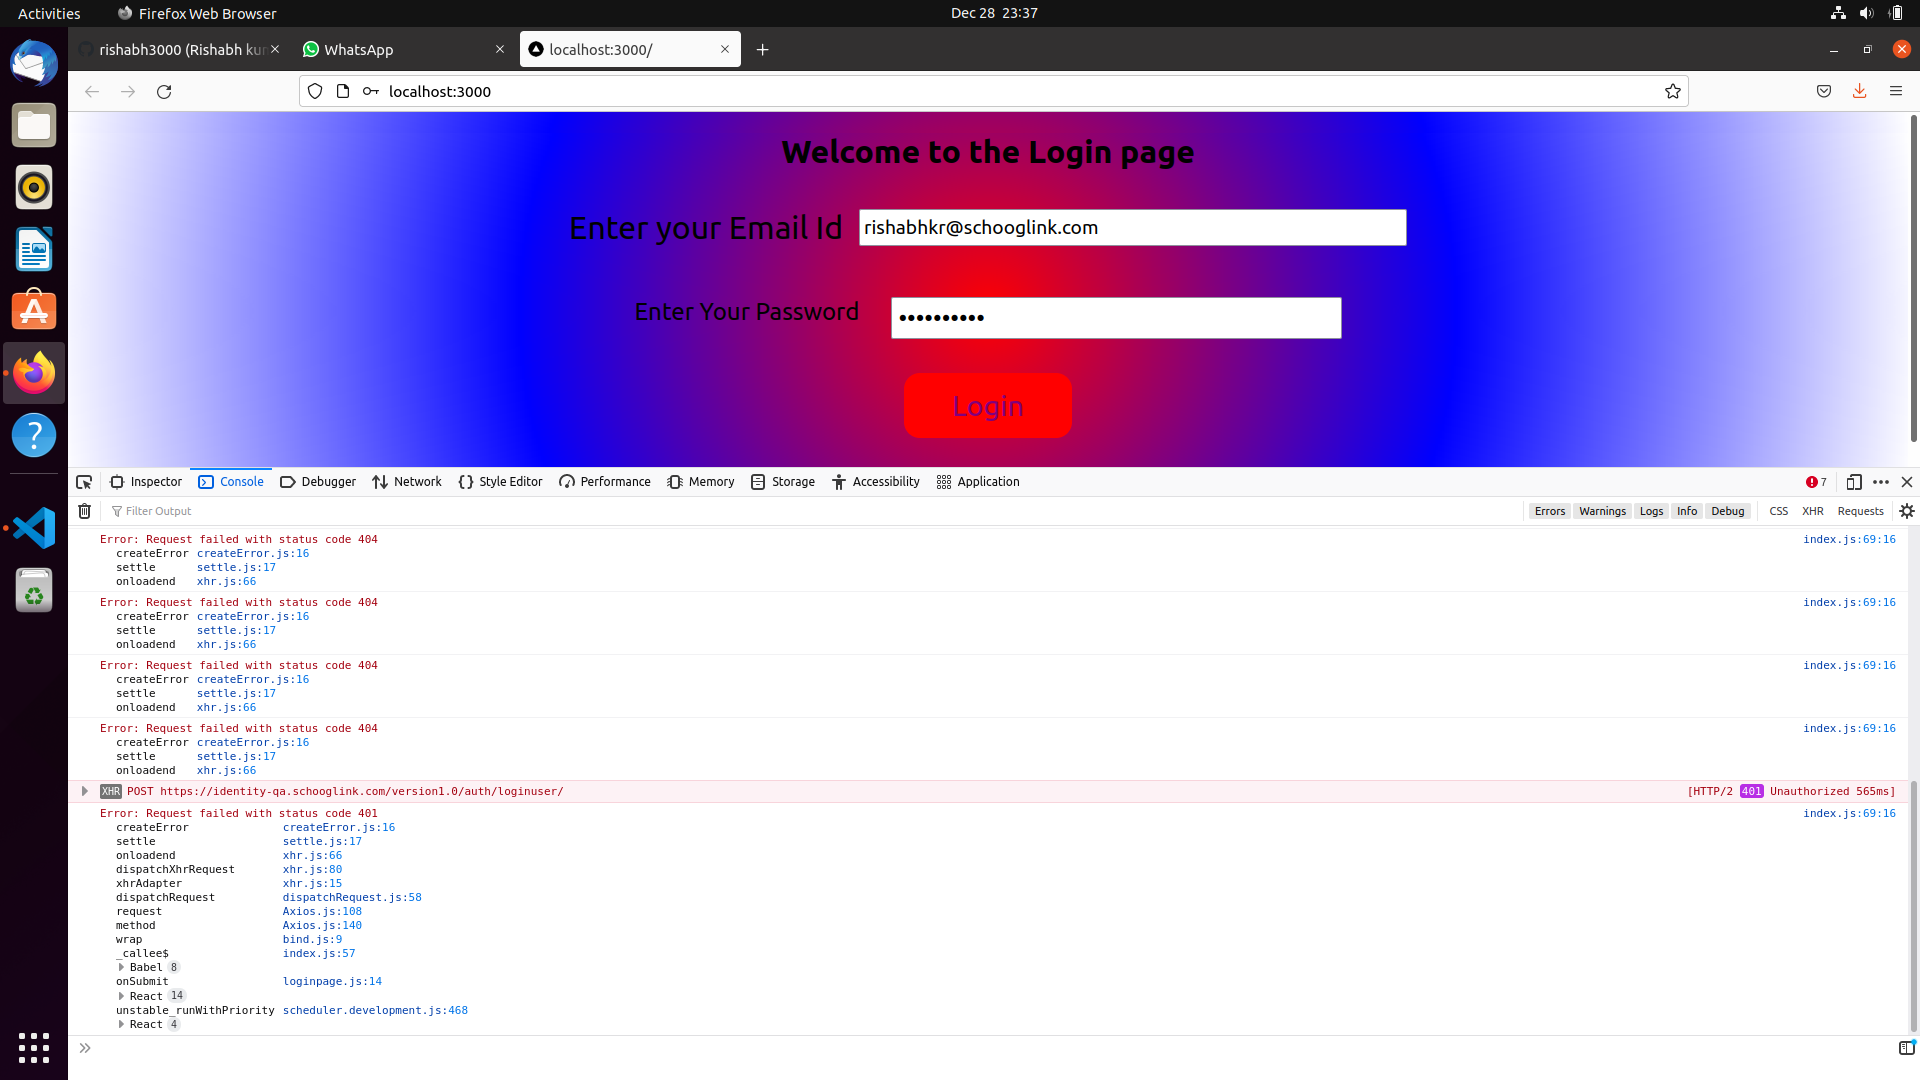 Activities
Firefox Web Browser
Dec 28 23:37
rishabh3000 (Rishabh kur
WhatsApp
localhost:3000/
localhost:3000
Welcome to the Login page
Enter your Email Id
rishabhkr@schooglink.com
Enter Your Password
••••••••••
Login
Inspector
Console
Debugger
Network
Style Editor
Performance
Memory
Storage
Accessibility
Application
7
Filter Output
Errors
Warnings
Logs
Info
Debug
CSS
XHR
Requests
Error: Request failed with status code 404 index.js:69:16
createError createError.js:16
settle settle.js:17
onloadend xhr.js:66
Error: Request failed with status code 404 index.js:69:16
createError createError.js:16
settle settle.js:17
onloadend xhr.js:66
Error: Request failed with status code 404 index.js:69:16
createError createError.js:16
settle settle.js:17
onloadend xhr.js:66
Error: Request failed with status code 404 index.js:69:16
createError createError.js:16
settle settle.js:17
onloadend xhr.js:66
XHR POST https://identity-qa.schooglink.com/version1.0/auth/loginuser/ [HTTP/2 401 Unauthorized 565ms]
Error: Request failed with status code 401 index.js:69:16
createError createError.js:16
settle settle.js:17
onloadend xhr.js:66
dispatchXhrRequest xhr.js:80
xhrAdapter xhr.js:15
dispatchRequest dispatchRequest.js:58
request Axios.js:108
method Axios.js:140
wrap bind.js:9
_callee$ index.js:57
Babel 8
onSubmit loginpage.js:14
React 14
unstable_runWithPriority scheduler.development.js:468
React 4